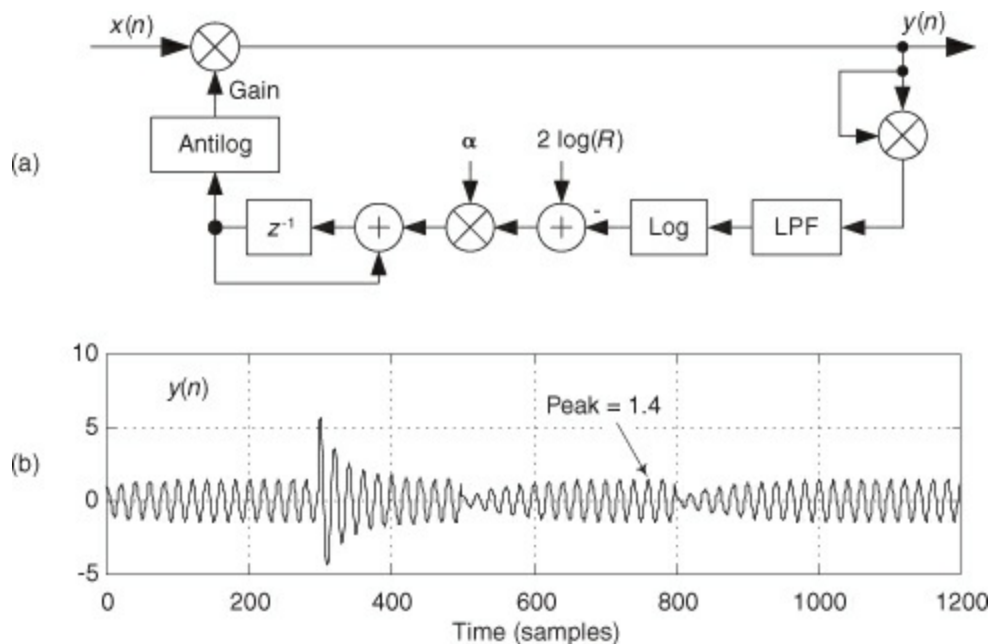 x(n)
y(n)
Gain
Antilog
α
2 log(R)
(a)
z⁻¹
+
+
-
Log
LPF
10
y(n)
Peak = 1.4
5
(b)
0
-5
0
200
400
600
800
1000
1200
Time (samples)